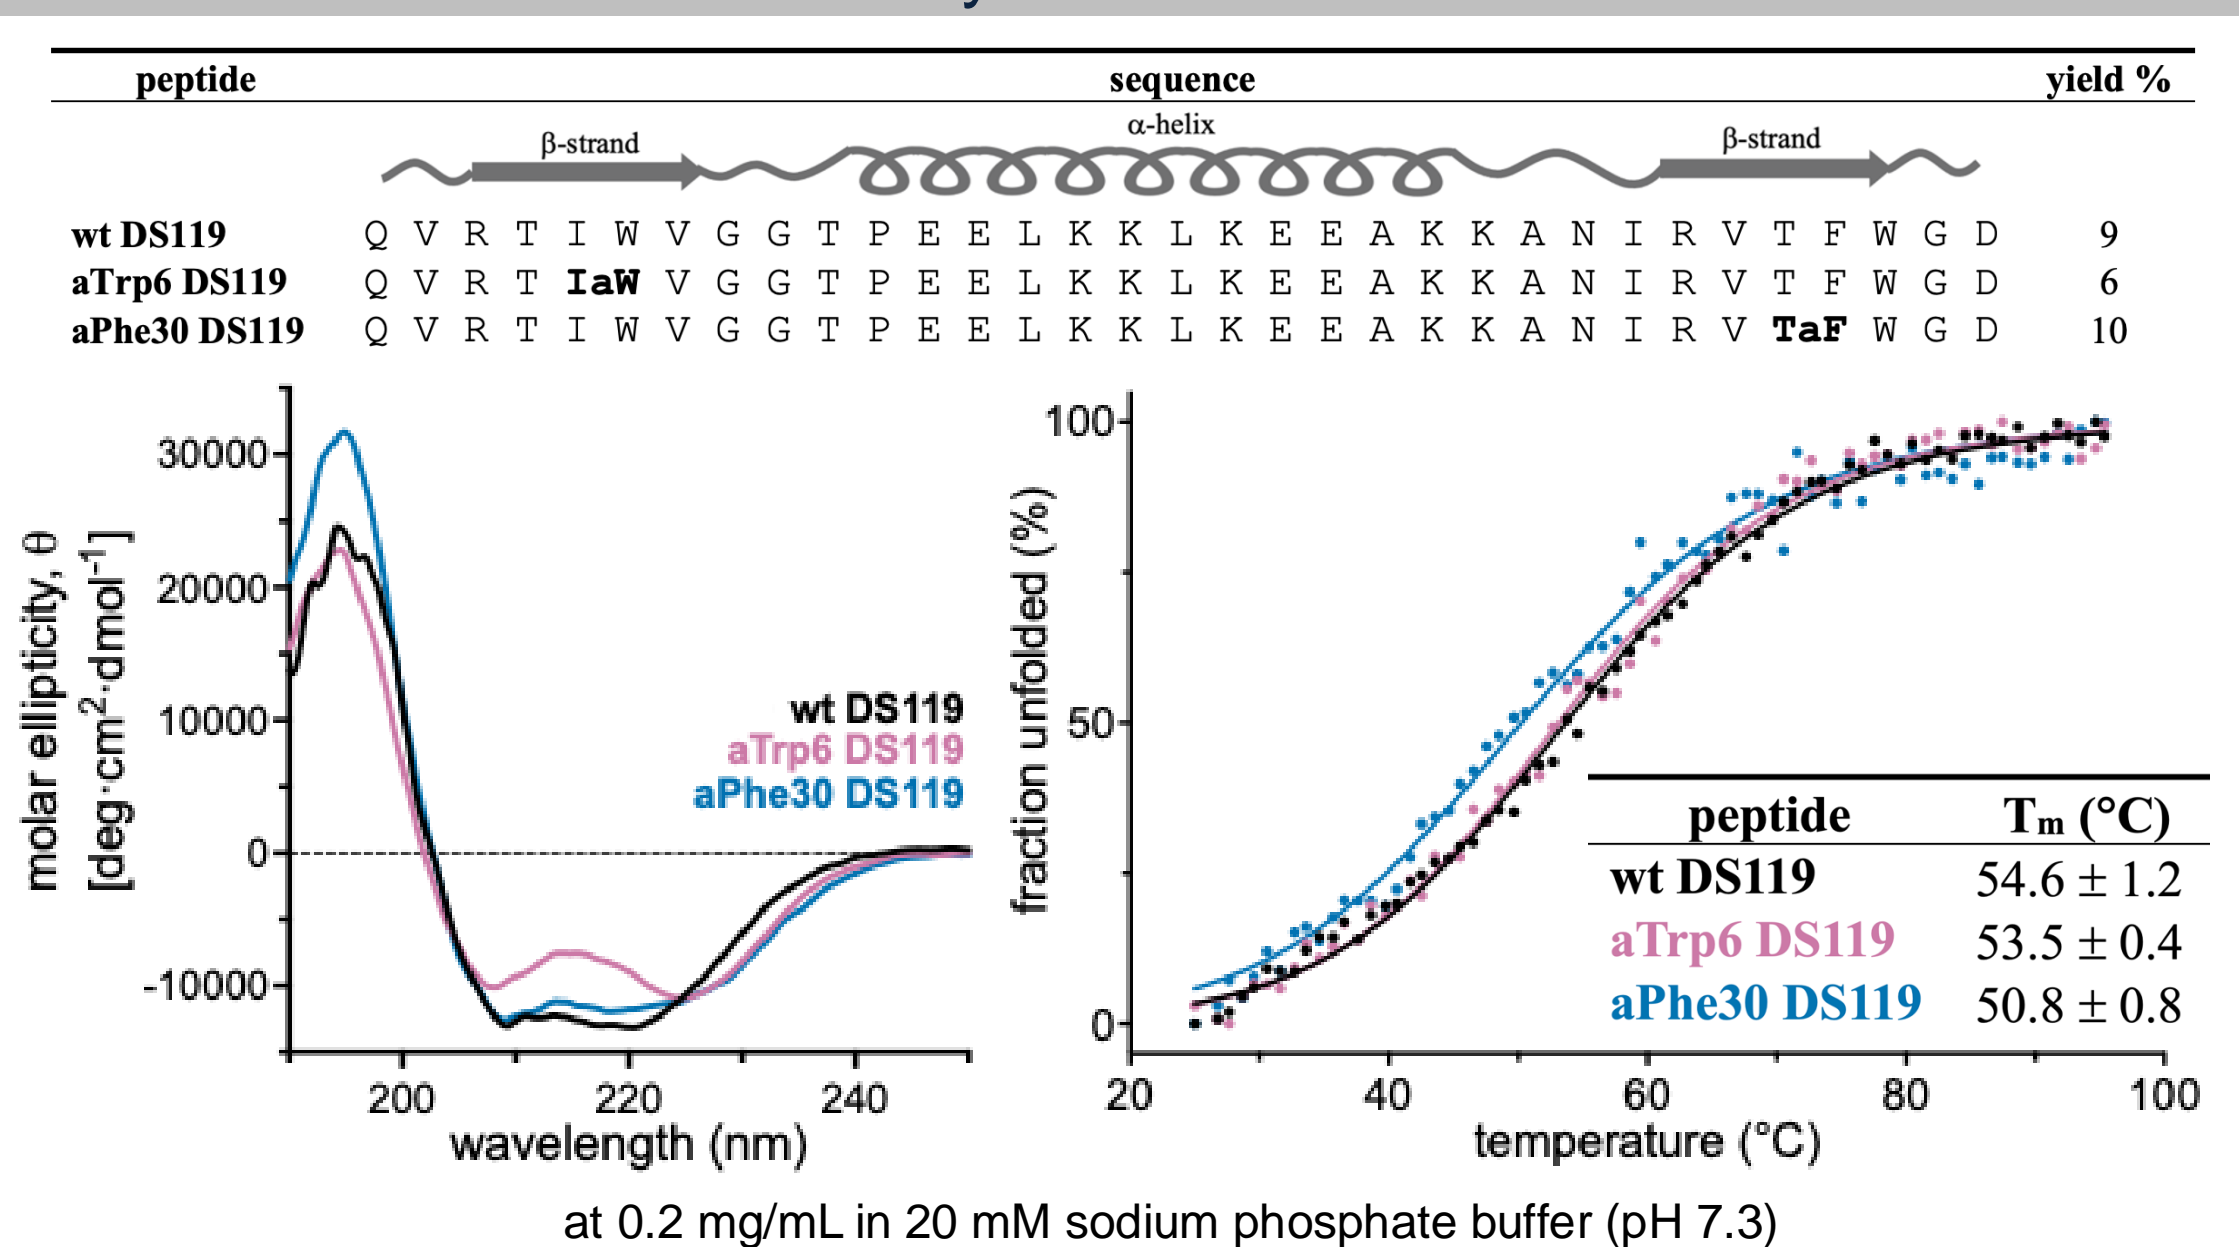 peptide sequence yield %
β-strand α-helix β-strand
wt DS119 Q V R T I W V G G T P E E L K K L K E E A K K A N I R V T F W G D 9
aTrp6 DS119 Q V R T IaW V G G T P E E L K K L K E E A K K A N I R V T F W G D 6
aPhe30 DS119 Q V R T I W V G G T P E E L K K L K E E A K K A N I R V TaF W G D 10
molar ellipticity, θ
[deg·cm²·dmol⁻¹]
30000
20000
10000
0
-10000
wt DS119
aTrp6 DS119
aPhe30 DS119
200 220 240
wavelength (nm)
fraction unfolded (%)
100
50
0
peptide Tₘ (°C)
wt DS119 54.6 ± 1.2
aTrp6 DS119 53.5 ± 0.4
aPhe30 DS119 50.8 ± 0.8
20 40 60 80 100
temperature (°C)
at 0.2 mg/mL in 20 mM sodium phosphate buffer (pH 7.3)